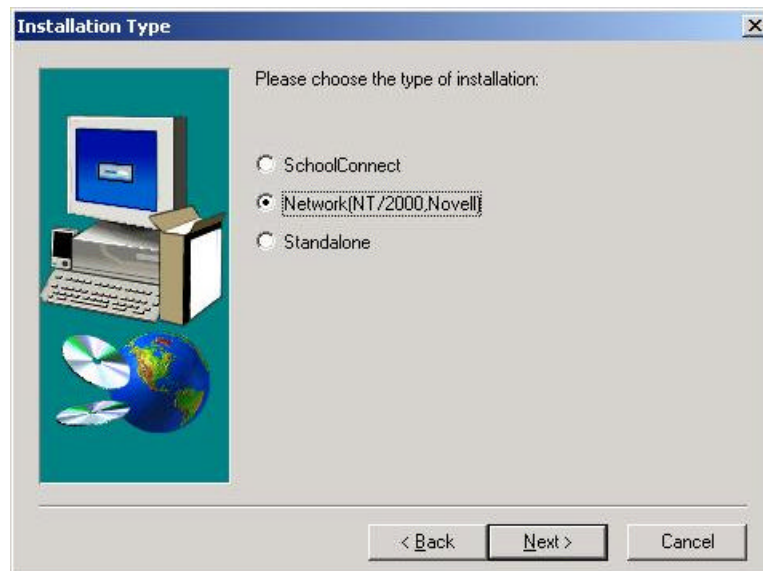 Installation Type
Please choose the type of installation:
SchoolConnect
Network(NT/2000,Novell)
Standalone
< Back
Next >
Cancel